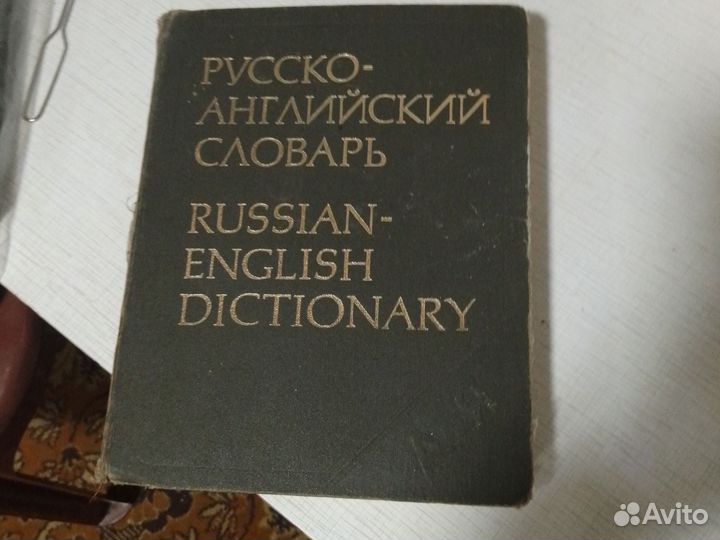 РУССКО-
АНГЛИЙСКИЙ
СЛОВАРЬ
RUSSIAN-
ENGLISH
DICTIONARY
Avito